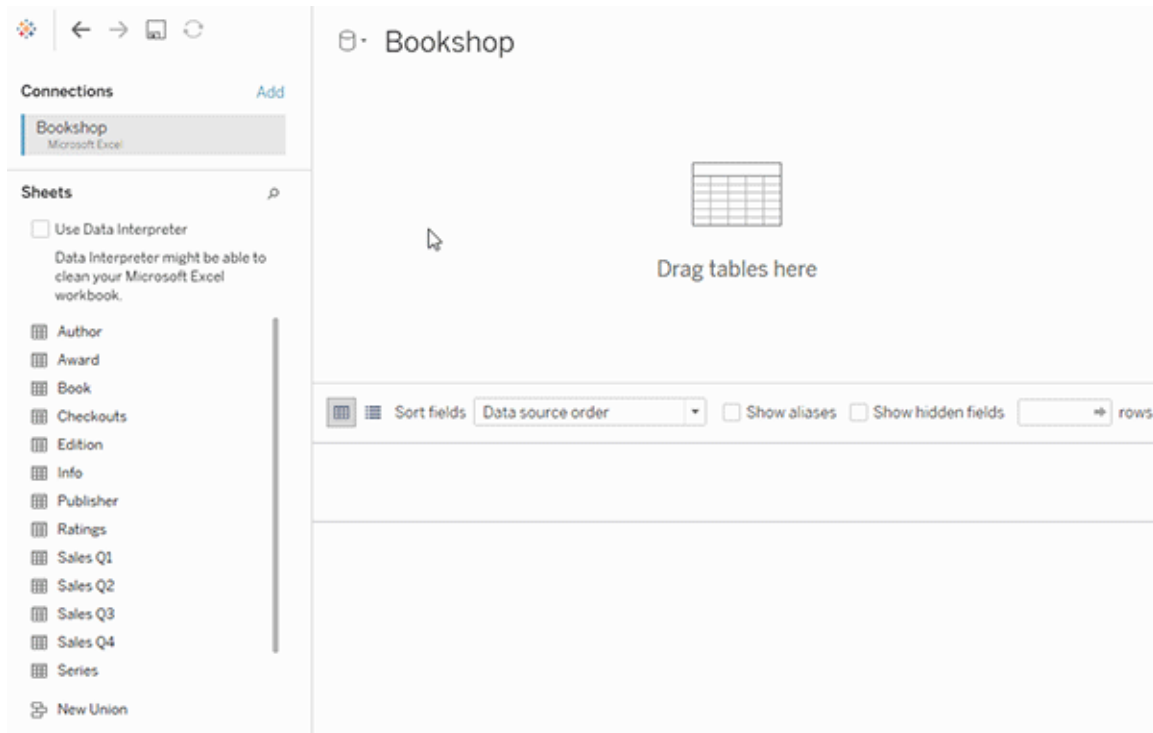 Bookshop
Connections
Add
Bookshop
Microsoft Excel
Sheets
Use Data Interpreter
Data Interpreter might be able to
clean your Microsoft Excel
workbook.
Author
Award
Book
Checkouts
Edition
Info
Publisher
Ratings
Sales Q1
Sales Q2
Sales Q3
Sales Q4
Series
New Union
Drag tables here
Sort fields Data source order Show aliases Show hidden fields rows